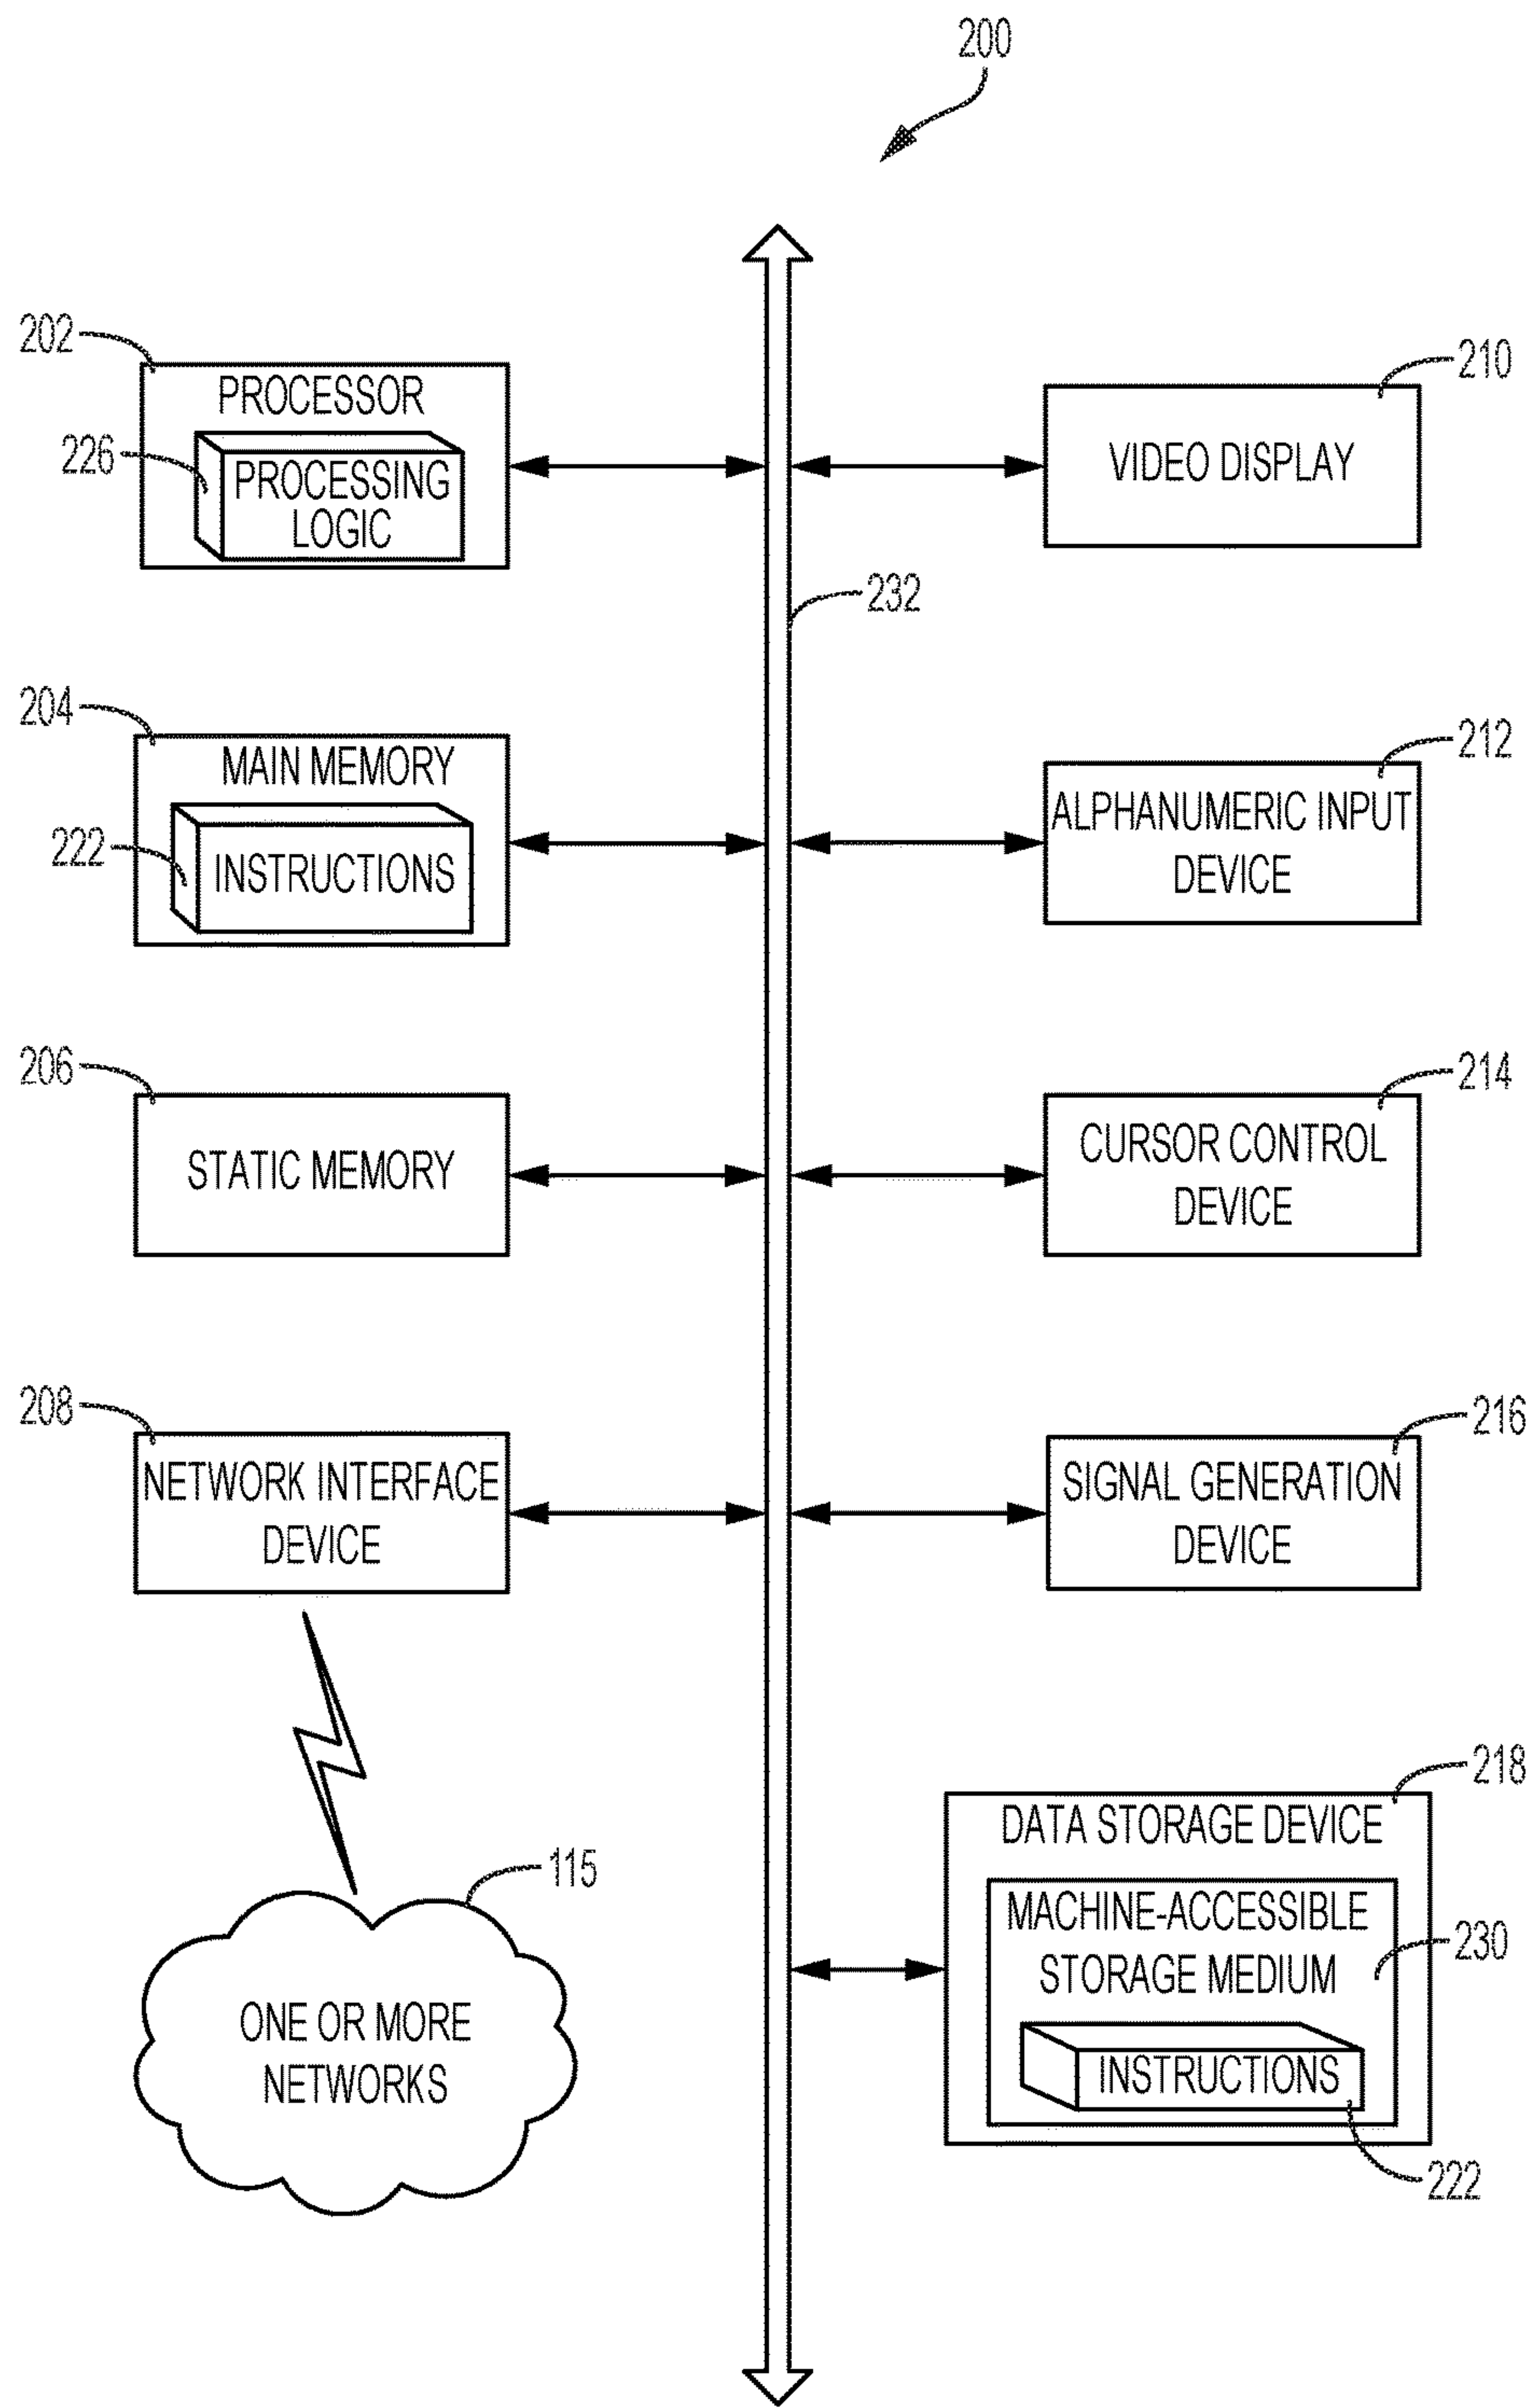 200
202
PROCESSOR
226
PROCESSING
LOGIC
210
VIDEO DISPLAY
232
204
MAIN MEMORY
222
INSTRUCTIONS
212
ALPHANUMERIC INPUT
DEVICE
206
STATIC MEMORY
214
CURSOR CONTROL
DEVICE
208
NETWORK INTERFACE
DEVICE
216
SIGNAL GENERATION
DEVICE
115
ONE OR MORE
NETWORKS
218
DATA STORAGE DEVICE
MACHINE-ACCESSIBLE
STORAGE MEDIUM
230
INSTRUCTIONS
222